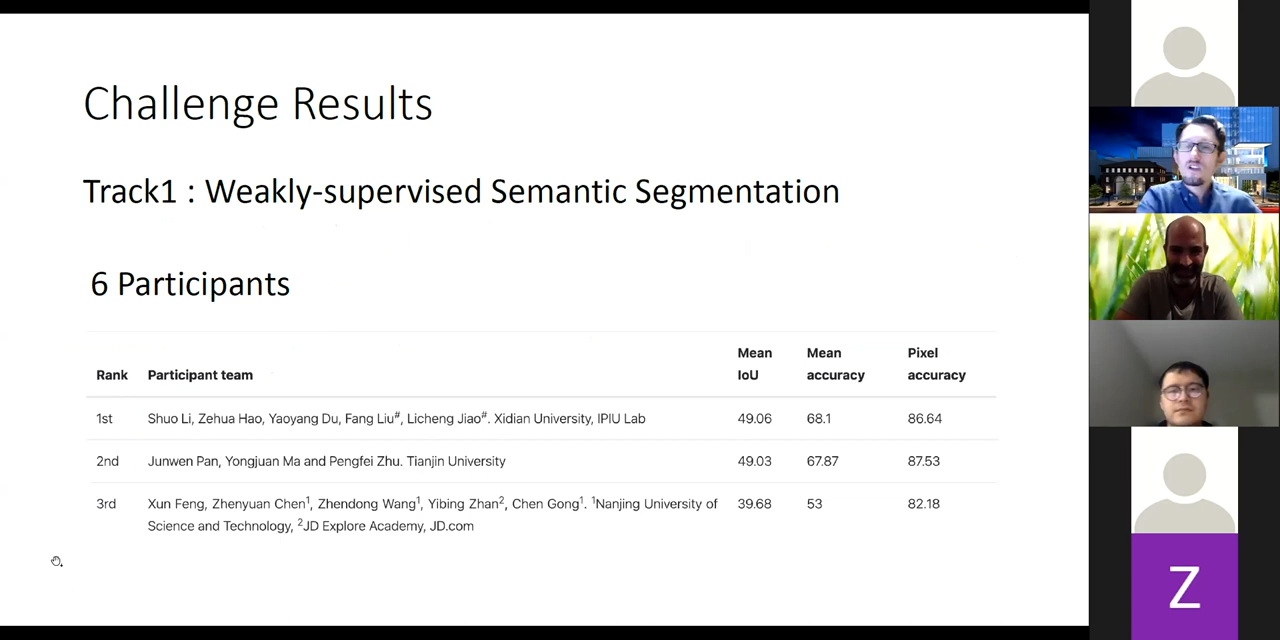 Challenge Results
Track1 : Weakly-supervised Semantic Segmentation
6 Participants
Rank Participant team Mean IoU Mean accuracy Pixel accuracy
1st Shuo Li, Zehua Hao, Yaoyang Du, Fang Liu#, Licheng Jiao#. Xidian University, IPIU Lab 49.06 68.1 86.64
2nd Junwen Pan, Yongjuan Ma and Pengfei Zhu. Tianjin University 49.03 67.87 87.53
3rd Xun Feng, Zhenyuan Chen1, Zhendong Wang1, Yibing Zhan2, Chen Gong1. 1Nanjing University of 39.68 53 82.18
Science and Technology, 2JD Explore Academy, JD.com
Z